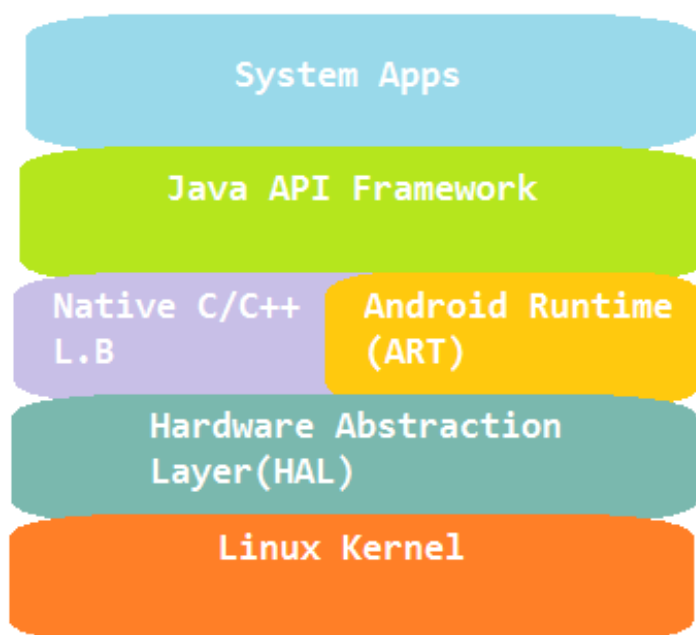 System Apps
Java API Framework
Native C/C++
L.B
Android Runtime
(ART)
Hardware Abstraction
Layer(HAL)
Linux Kernel